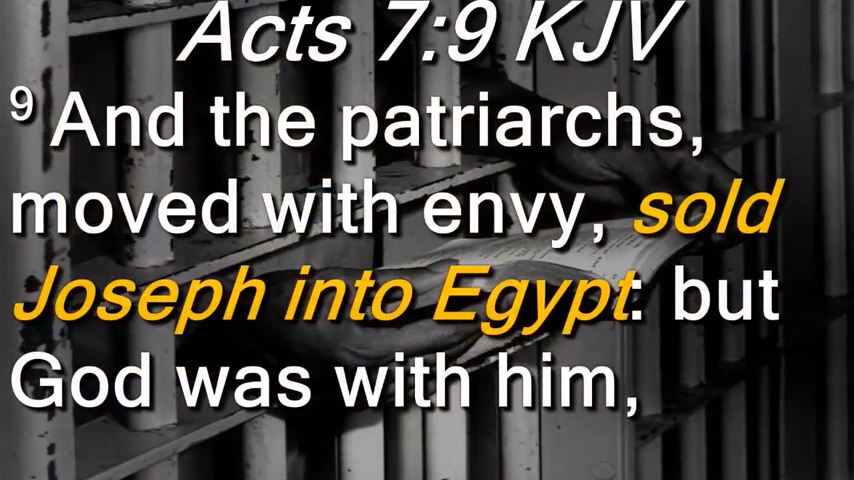 Acts 7:9 KJV
9 And the patriarchs,
moved with envy, sold
Joseph into Egypt: but
God was with him,